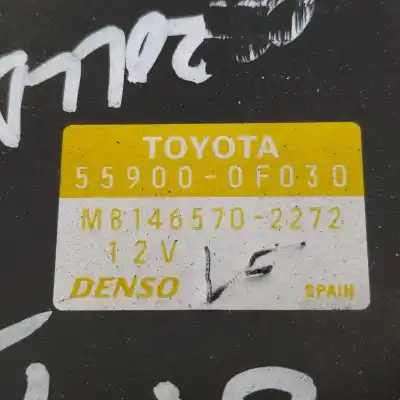 TOYOTA
55900-0F030
MB146570-2272
12V
DENSO
SPAIN